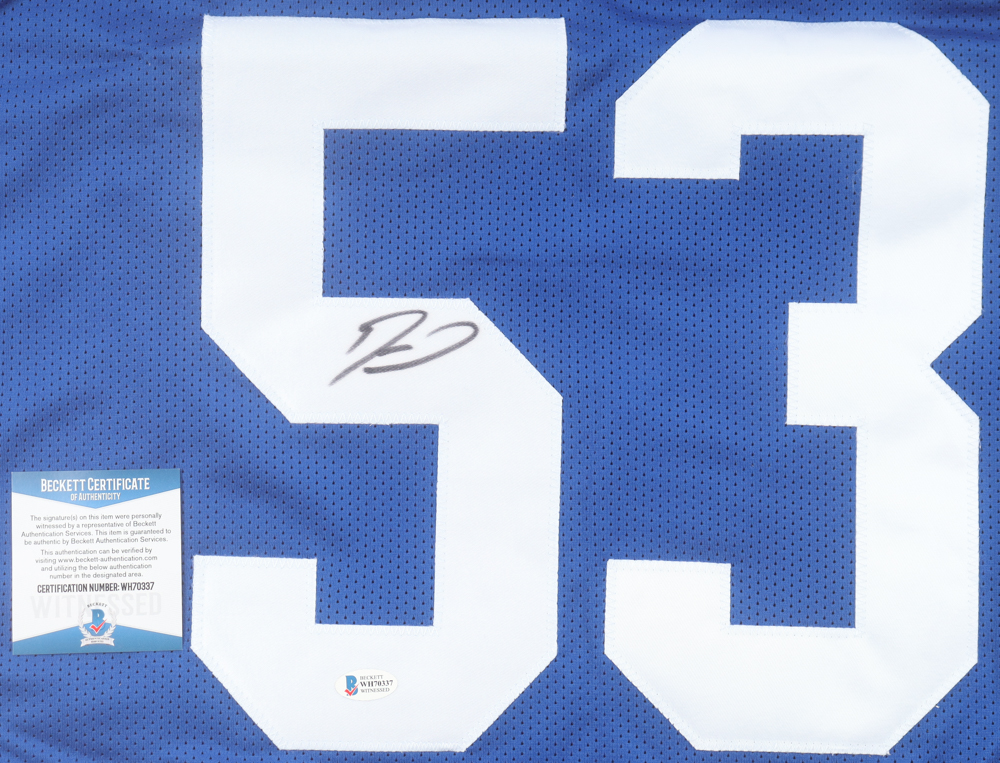 53
BECKETT CERTIFICATE
OF AUTHENTICITY
The signature(s) on this item were personally
witnessed by a representative of Beckett
Authentication Services. This item is guaranteed to
be authentic by Beckett Authentication Services.
This authentication can be verified by
visiting www.beckett-authentication.com
and utilizing the below authentication
number in the designated area.
CERTIFICATION NUMBER: WH70337
WITNESSED
BECKETT
B
BECKETT
WH70337
WITNESSED